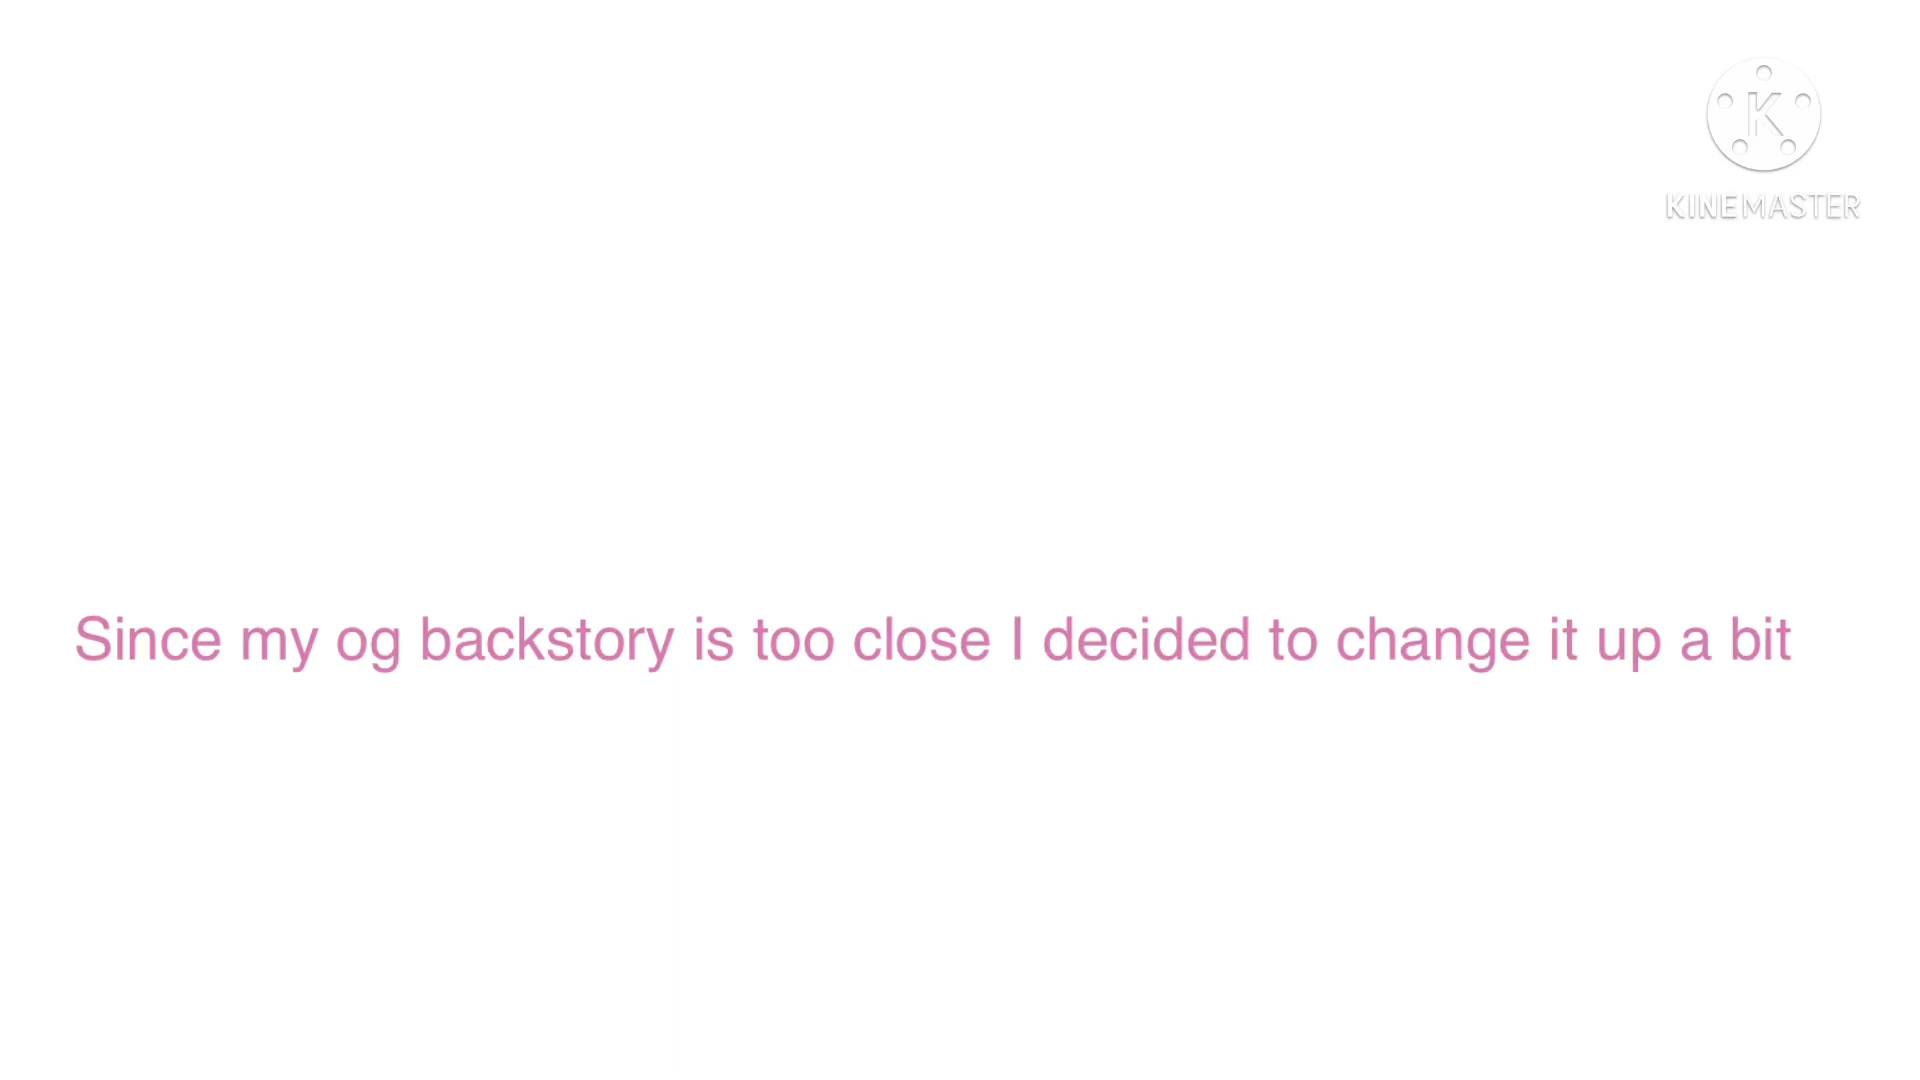 K
KINEMASTER
Since my og backstory is too close I decided to change it up a bit